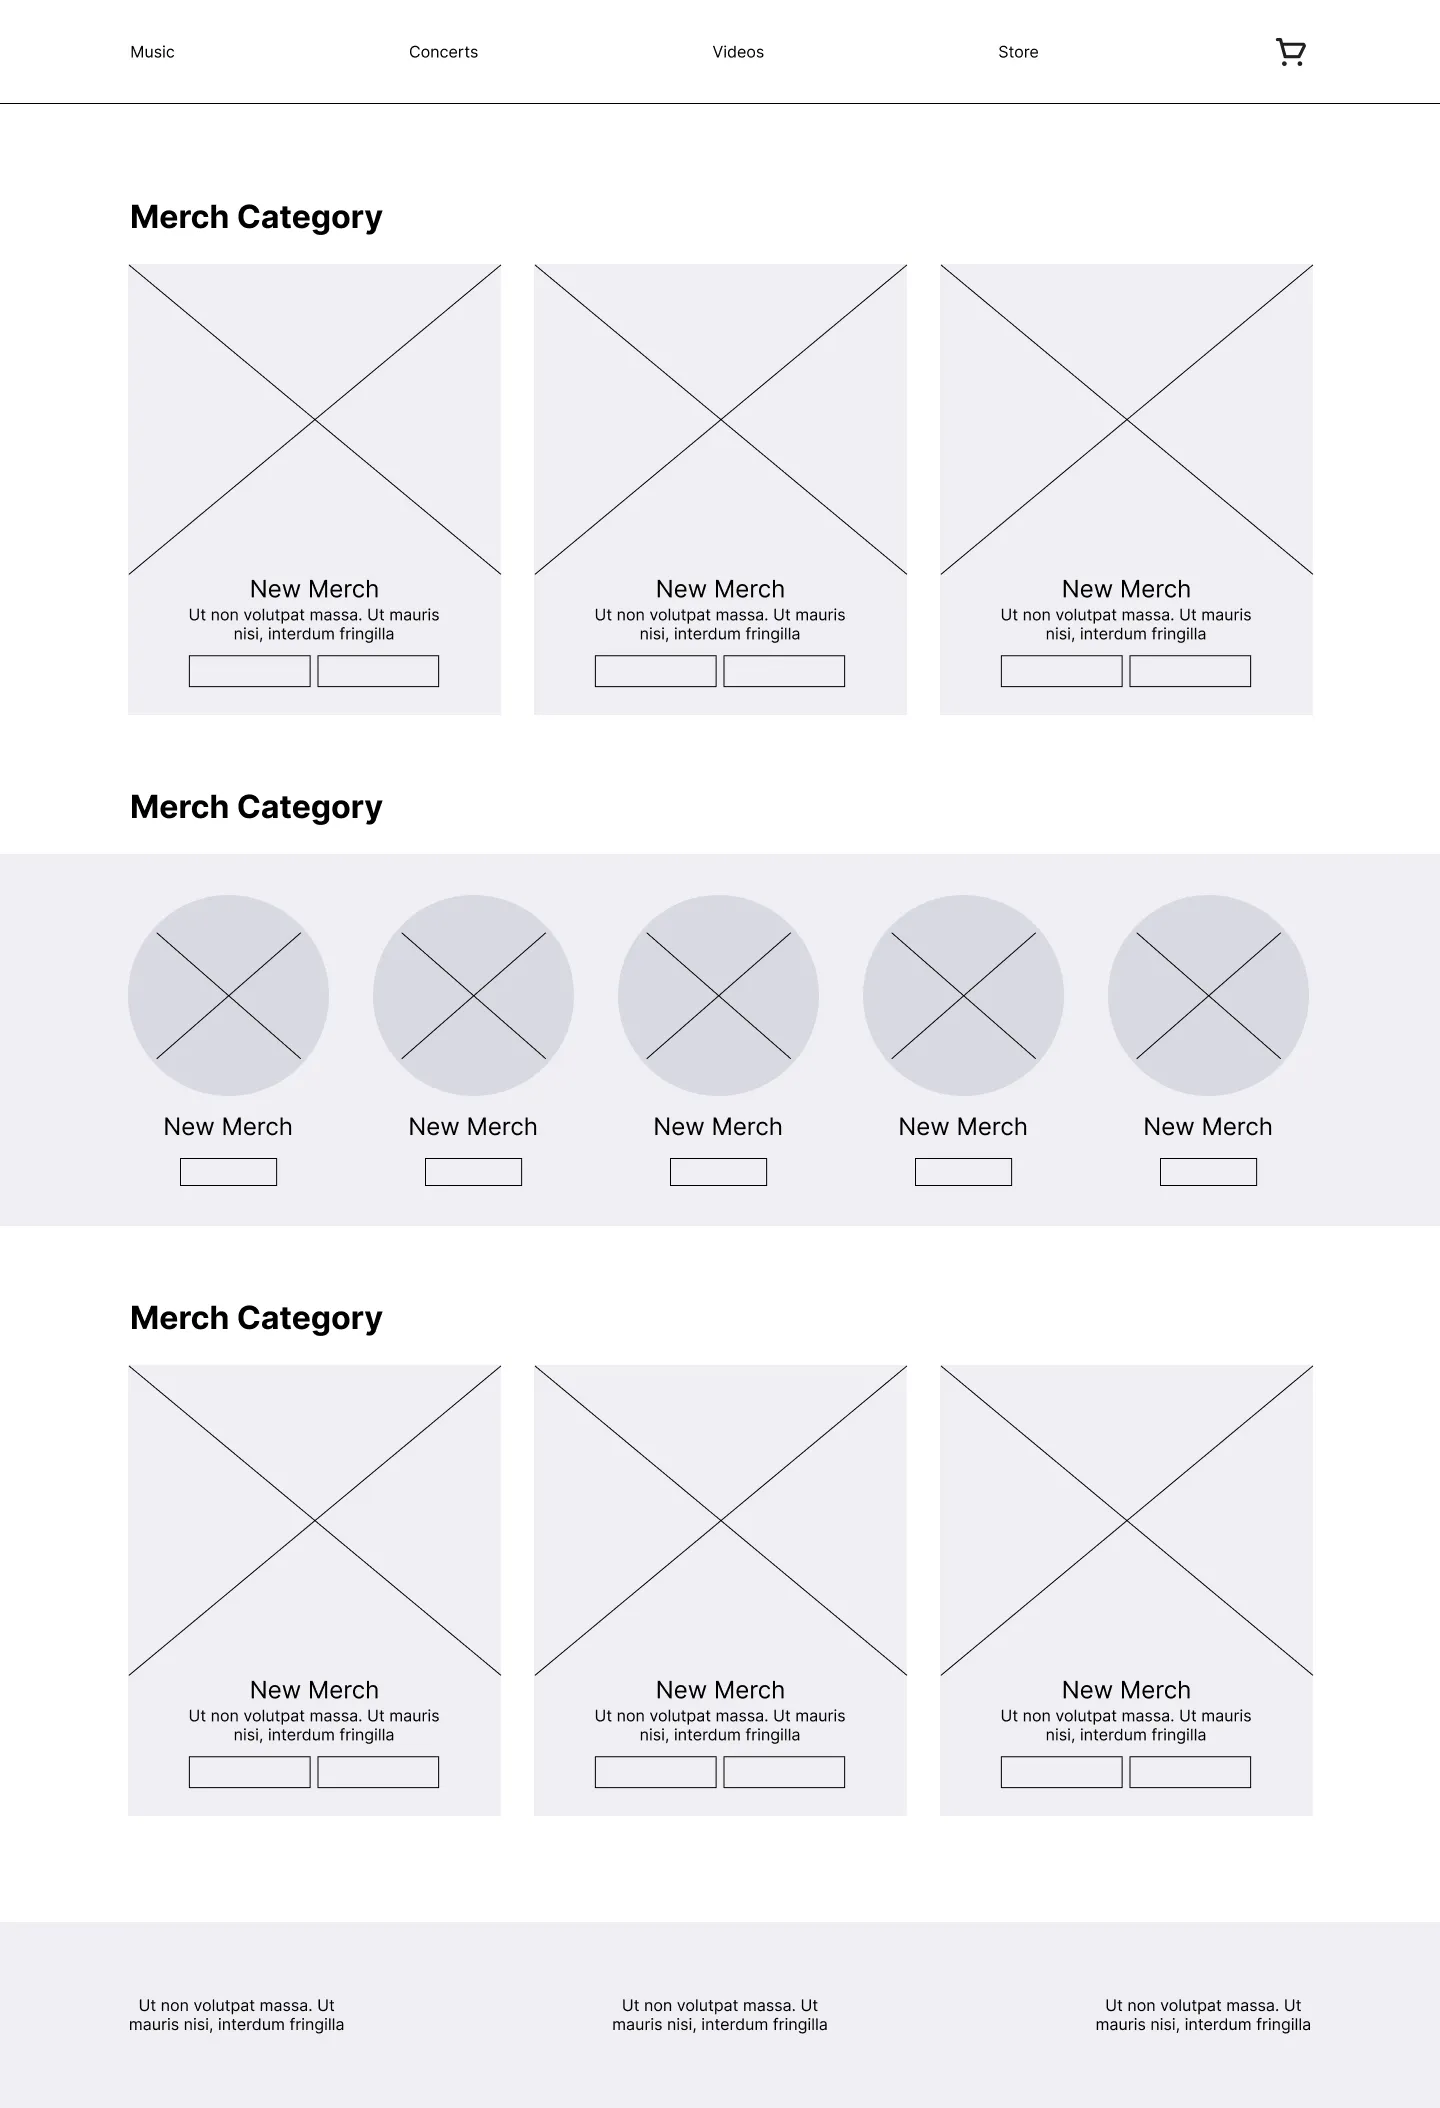 Music
Concerts
Videos
Store
Merch Category
New Merch
Ut non volutpat massa. Ut mauris
nisi, interdum fringilla
New Merch
Ut non volutpat massa. Ut mauris
nisi, interdum fringilla
New Merch
Ut non volutpat massa. Ut mauris
nisi, interdum fringilla
Merch Category
New Merch
New Merch
New Merch
New Merch
New Merch
Merch Category
New Merch
Ut non volutpat massa. Ut mauris
nisi, interdum fringilla
New Merch
Ut non volutpat massa. Ut mauris
nisi, interdum fringilla
New Merch
Ut non volutpat massa. Ut mauris
nisi, interdum fringilla
Ut non volutpat massa. Ut
mauris nisi, interdum fringilla
Ut non volutpat massa. Ut
mauris nisi, interdum fringilla
Ut non volutpat massa. Ut
mauris nisi, interdum fringilla